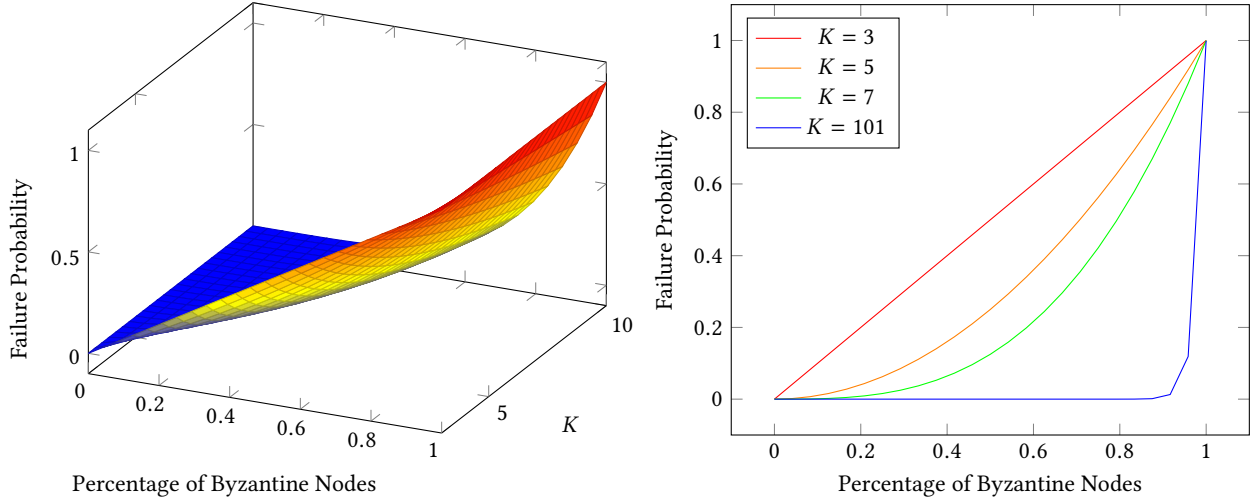 1
0.5
0
Failure Probability
0
0.2
0.4
0.6
0.8
1
5
10
K
Percentage of Byzantine Nodes
K = 3
K = 5
K = 7
K = 101
1
0.8
0.6
0.4
0.2
0
Failure Probability
0
0.2
0.4
0.6
0.8
1
Percentage of Byzantine Nodes